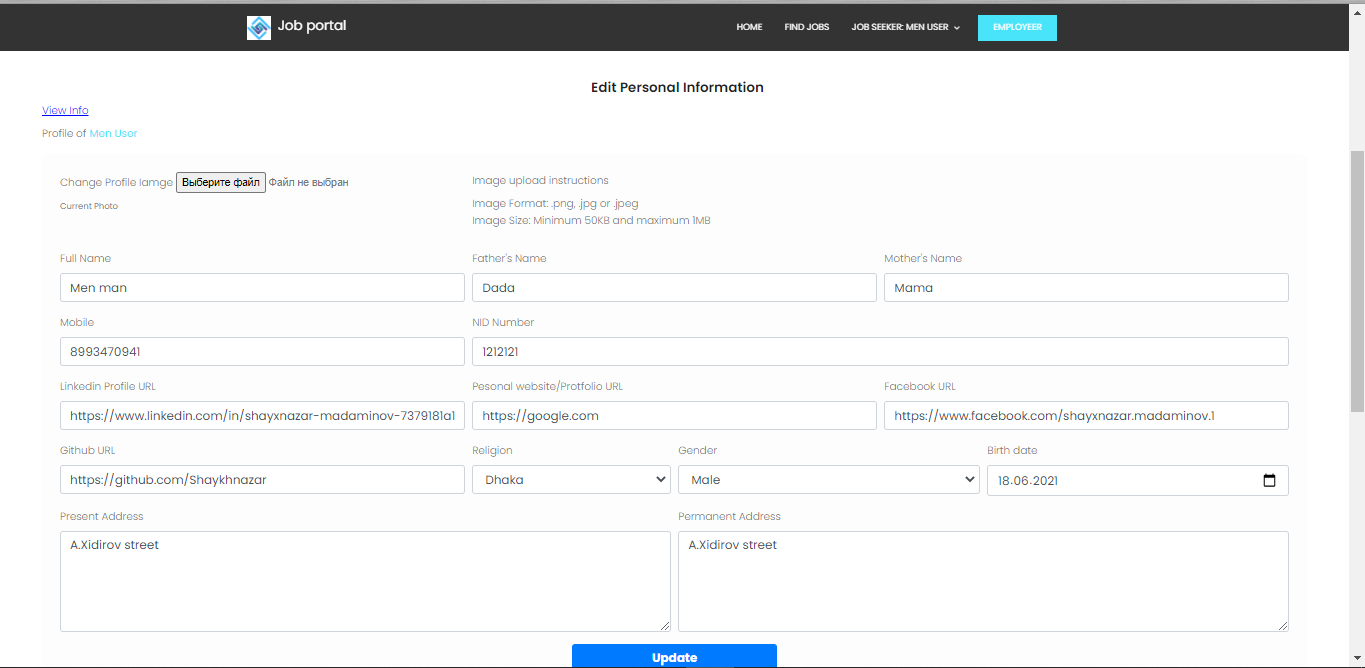 Job portal
HOME FIND JOBS JOB SEEKER: MEN USER EMPLOYEER
Edit Personal Information
View Info
Profile of Men User
Change Profile Iamge Выберите файл Файл не выбран
Current Photo
Image upload instructions
Image Format: .png, .jpg or .jpeg
Image Size: Minimum 50KB and maximum 1MB
Full Name Father's Name Mother's Name
Men man Dada Mama
Mobile NID Number
8993470941 1212121
Linkedin Profile URL Pesonal website/Protfolio URL Facebook URL
https://www.linkedin.com/in/shayxnazar-madaminov-7379181a1 https://google.com https://www.facebook.com/shayxnazar.madaminov.1
Github URL Religion Gender Birth date
https://github.com/Shaykhnazar Dhaka Male 18.06.2021
Present Address Permanent Address
A.Xidirov street A.Xidirov street
Update